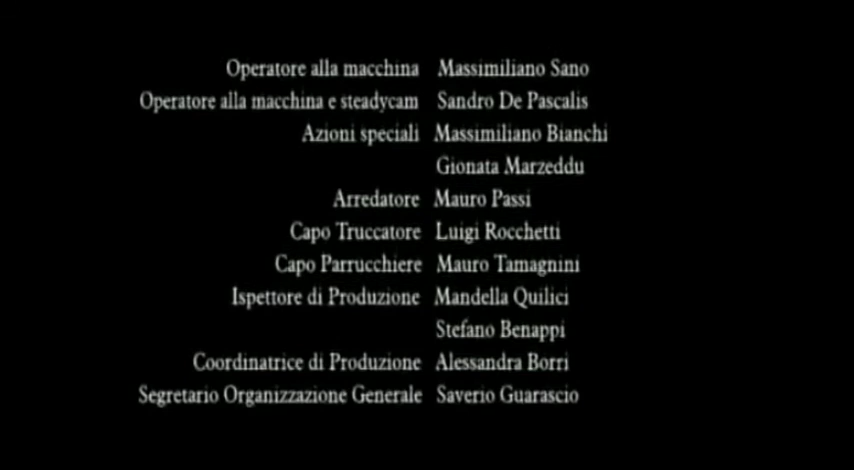 Operatore alla macchina Massimiliano Sano
Operatore alla macchina e steadycam Sandro De Pascalis
Azioni speciali Massimiliano Bianchi
Gionata Marzeddu
Arredatore Mauro Passi
Capo Truccatore Luigi Rocchetti
Capo Parrucchiere Mauro Tamagnini
Ispettore di Produzione Mandella Quilici
Stefano Benappi
Coordinatrice di Produzione Alessandra Borri
Segretario Organizzazione Generale Saverio Guarascio